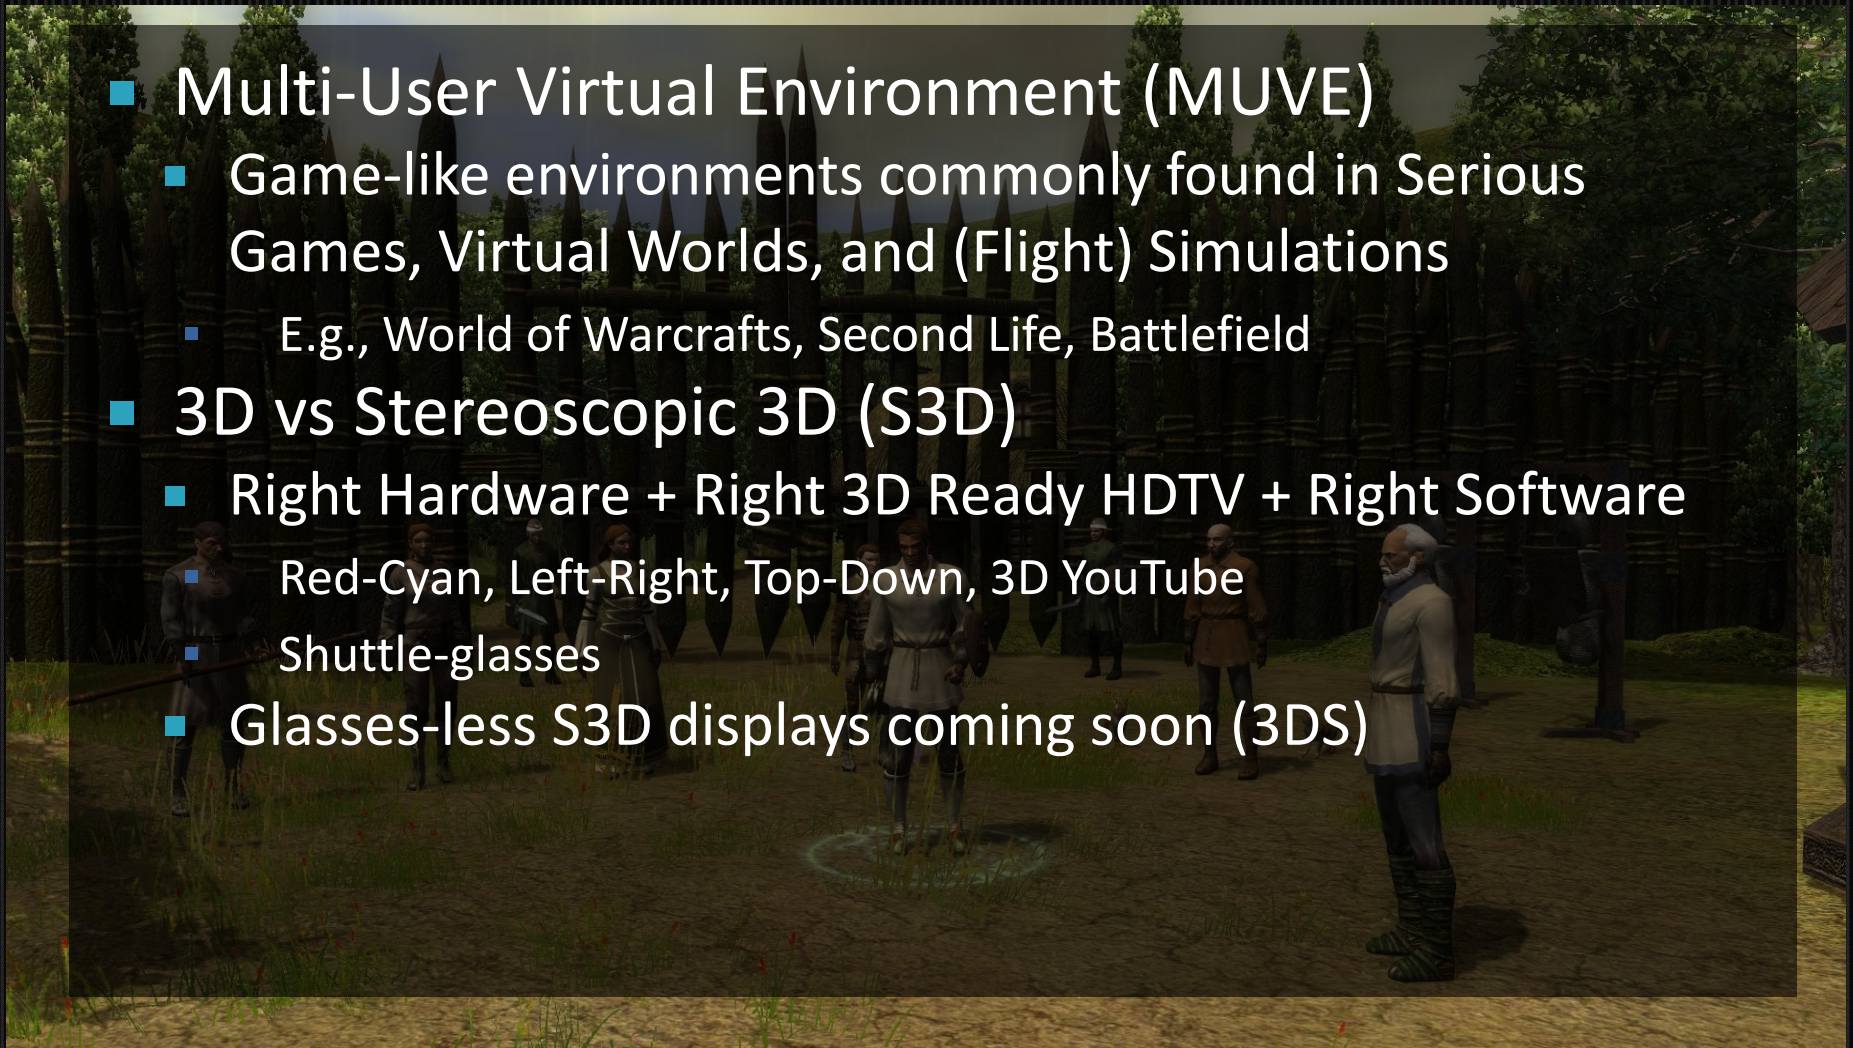 Multi-User Virtual Environment (MUVE)
Game-like environments commonly found in Serious
Games, Virtual Worlds, and (Flight) Simulations
E.g., World of Warcrafts, Second Life, Battlefield
3D vs Stereoscopic 3D (S3D)
Right Hardware + Right 3D Ready HDTV + Right Software
Red-Cyan, Left-Right, Top-Down, 3D YouTube
Shuttle-glasses
Glasses-less S3D displays coming soon (3DS)